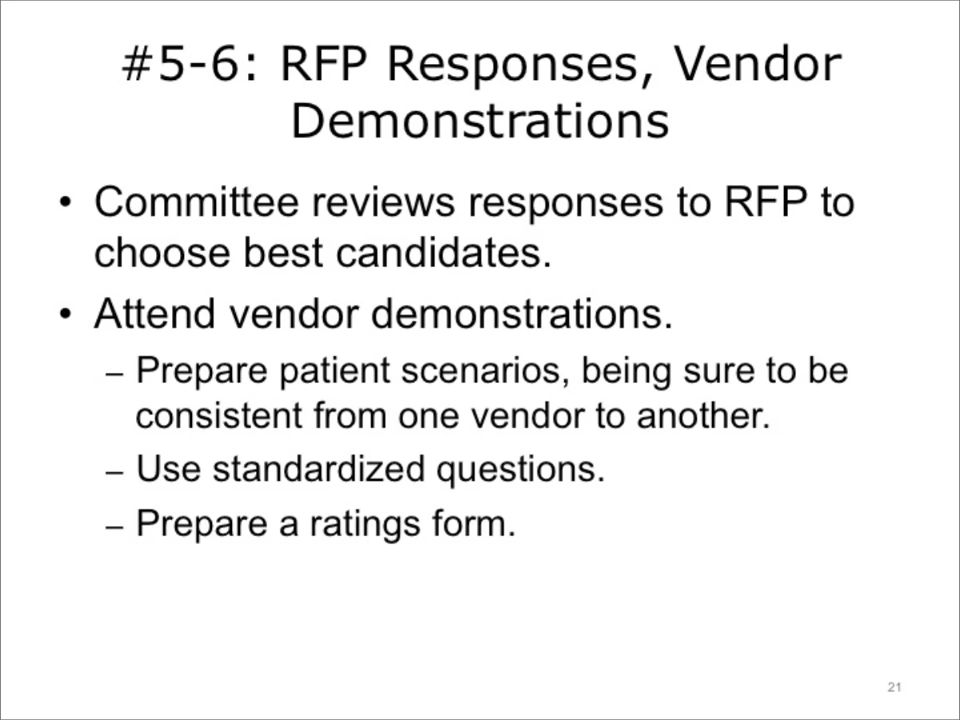 #5-6: RFP Responses, Vendor
Demonstrations
• Committee reviews responses to RFP to
choose best candidates.
• Attend vendor demonstrations.
– Prepare patient scenarios, being sure to be
consistent from one vendor to another.
– Use standardized questions.
– Prepare a ratings form.
21